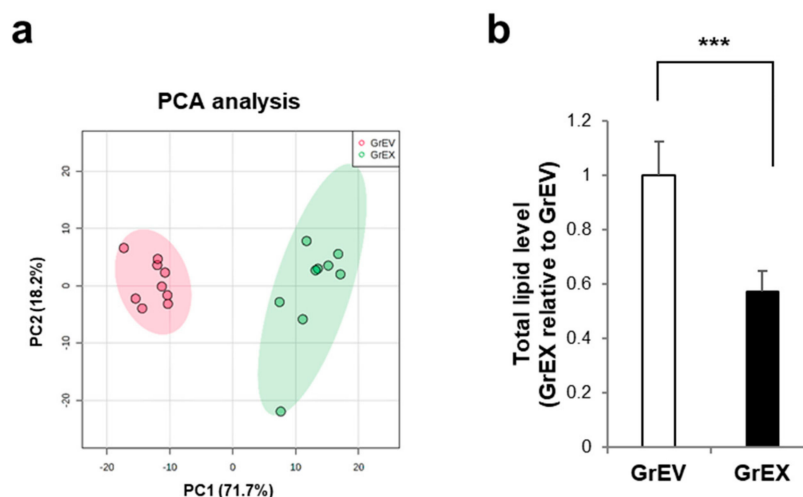 a
PCA analysis
GrEV
GrEX
PC2 (18.2%)
20
10
0
-10
-20
-20
-10
0
10
20
PC1 (71.7%)
b
***
Total lipid level
(GrEX relative to GrEV)
1.2
1
0.8
0.6
0.4
0.2
0
GrEV
GrEX